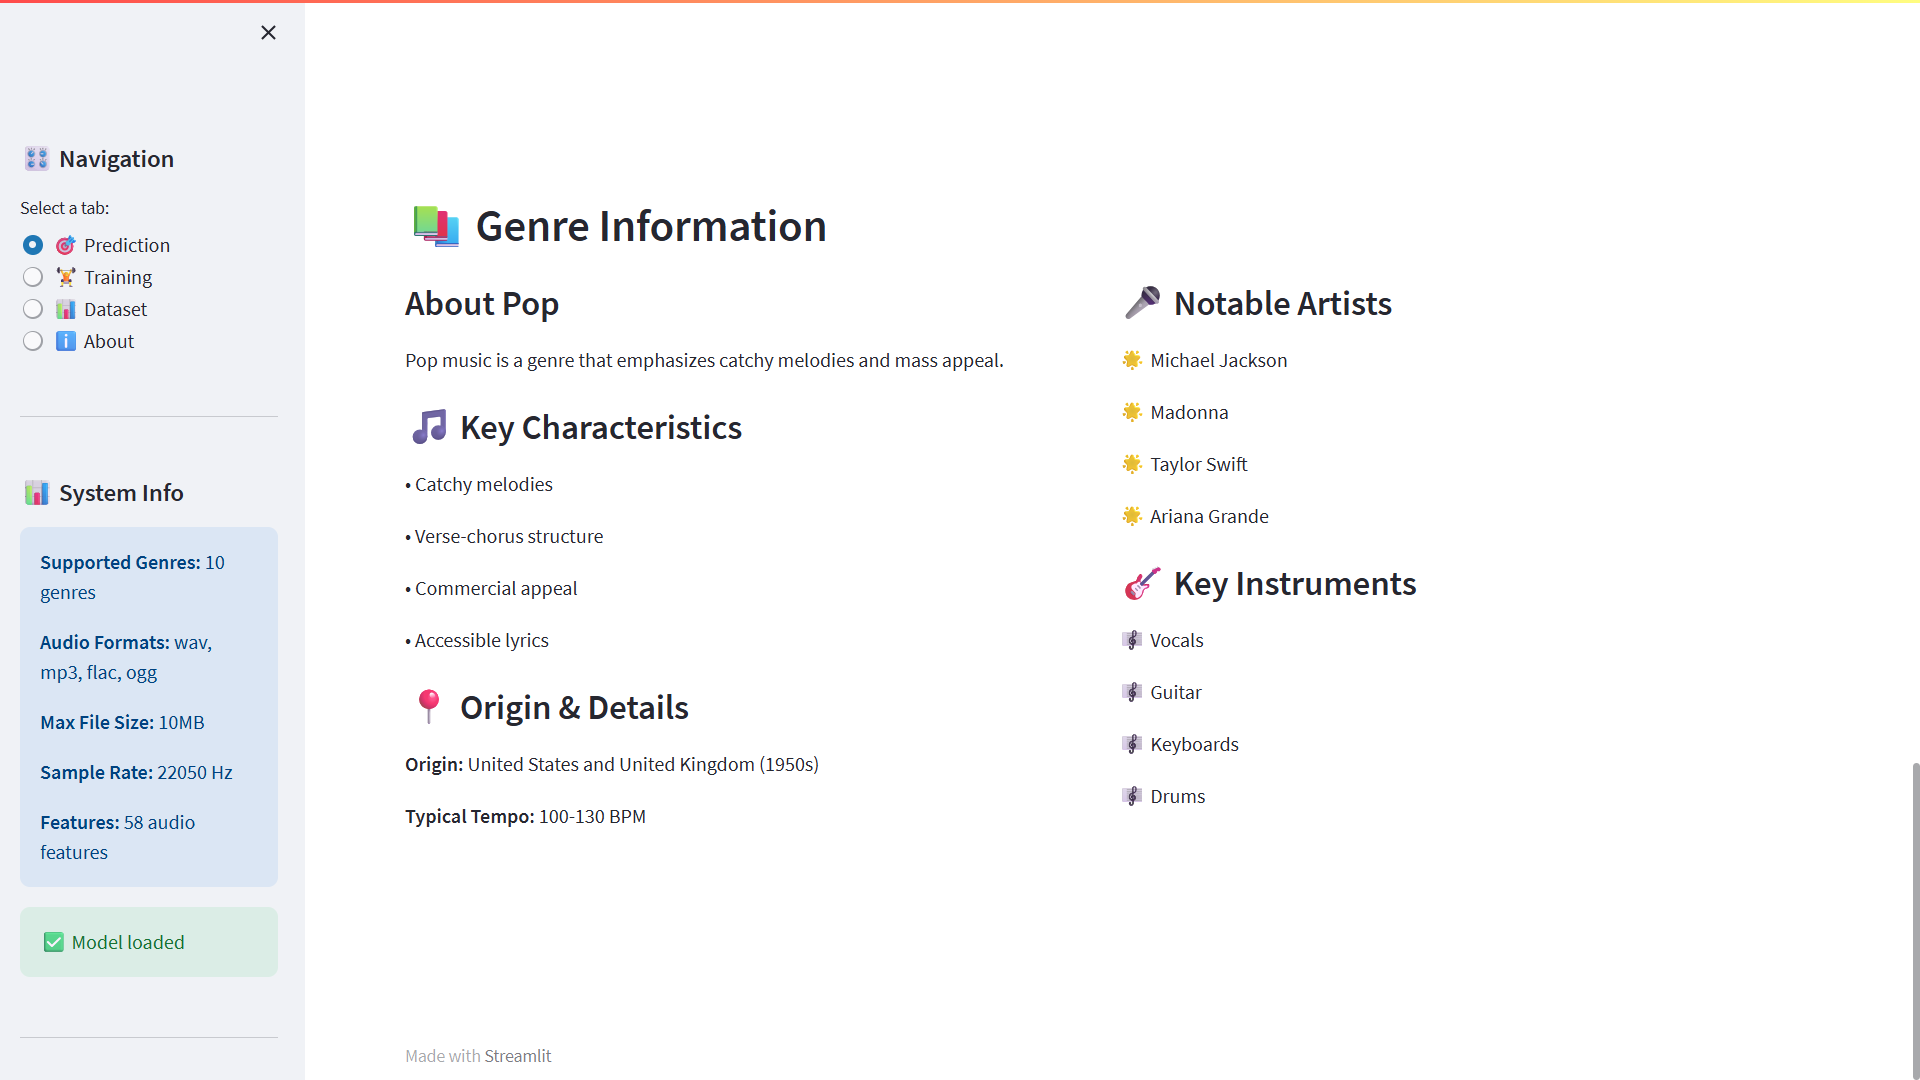 Navigation
Select a tab:
Prediction
Training
Dataset
About
System Info
Supported Genres: 10
genres
Audio Formats: wav,
mp3, flac, ogg
Max File Size: 10MB
Sample Rate: 22050 Hz
Features: 58 audio
features
Model loaded
Genre Information
About Pop
Pop music is a genre that emphasizes catchy melodies and mass appeal.
Key Characteristics
• Catchy melodies
• Verse-chorus structure
• Commercial appeal
• Accessible lyrics
Origin & Details
Origin: United States and United Kingdom (1950s)
Typical Tempo: 100-130 BPM
Notable Artists
Michael Jackson
Madonna
Taylor Swift
Ariana Grande
Key Instruments
Vocals
Guitar
Keyboards
Drums
Made with Streamlit